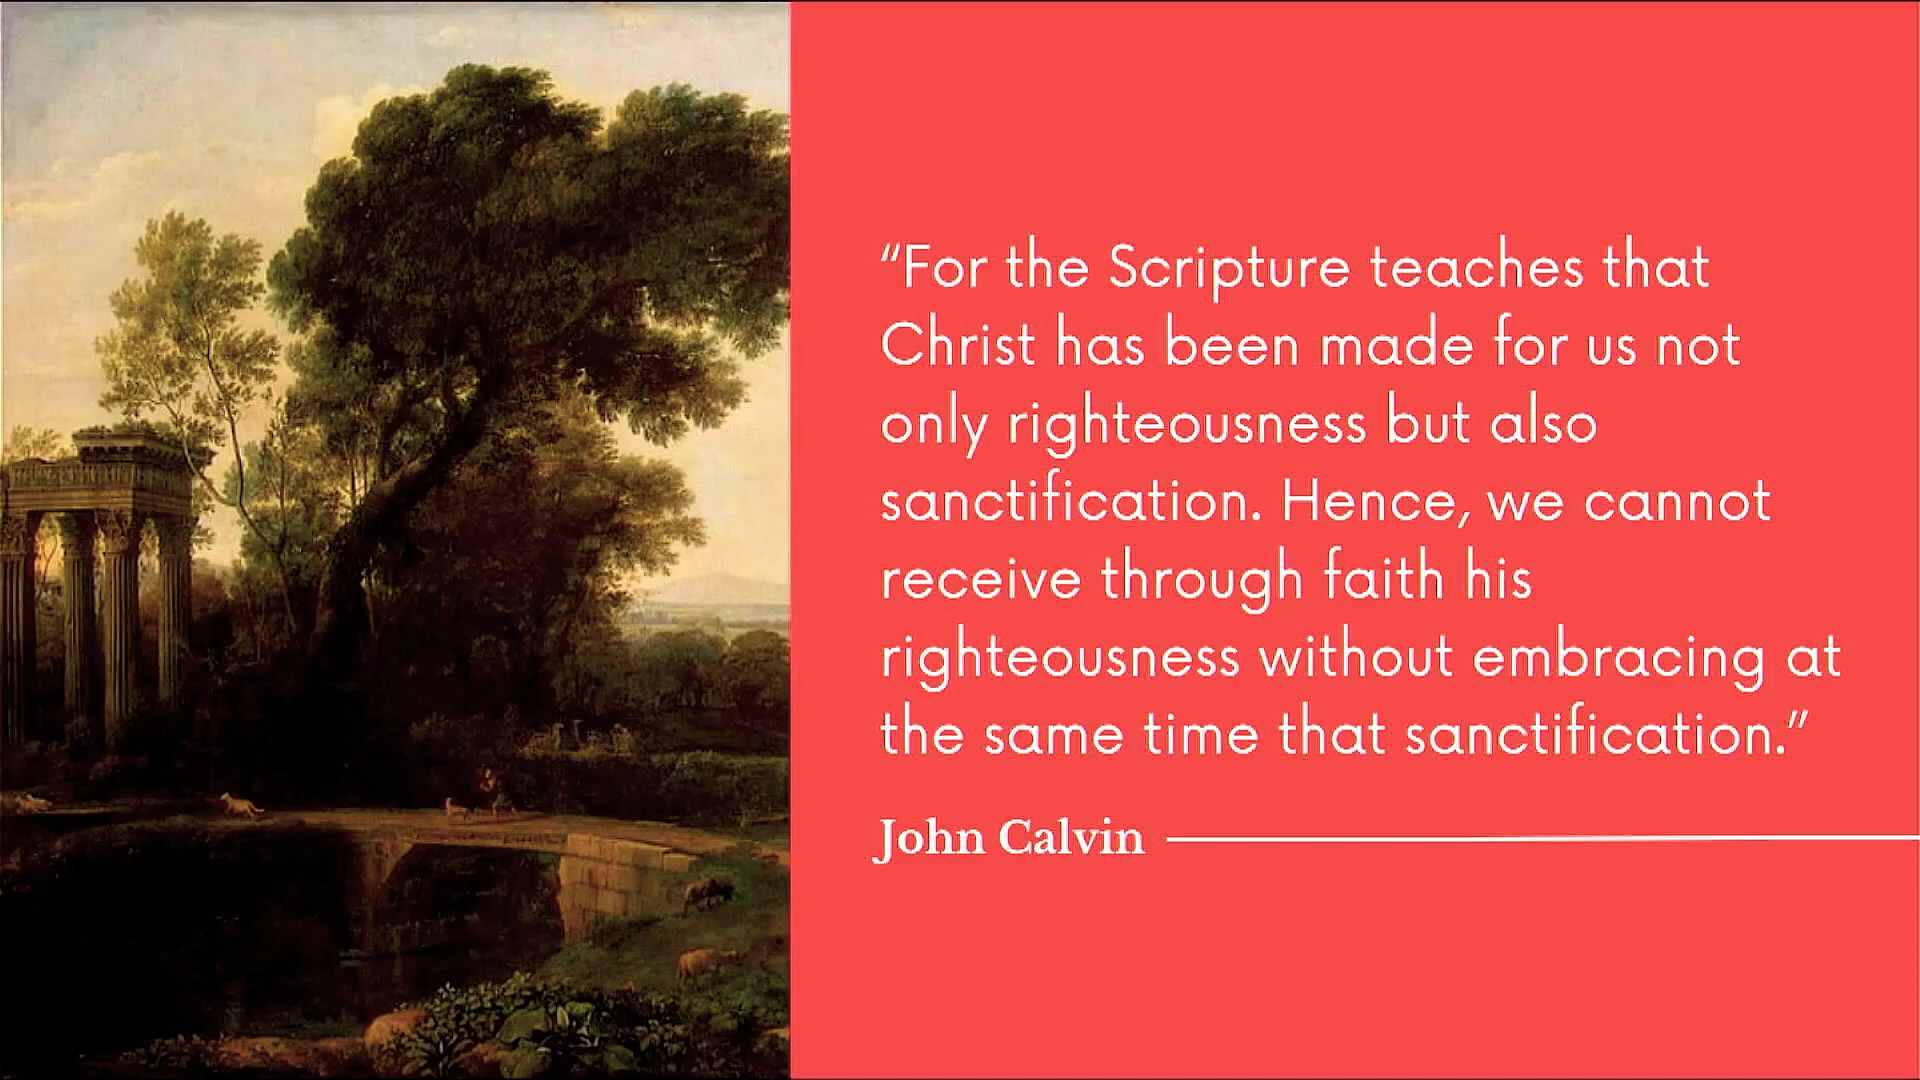 “For the Scripture teaches that
Christ has been made for us not
only righteousness but also
sanctification. Hence, we cannot
receive through faith his
righteousness without embracing at
the same time that sanctification.”
John Calvin